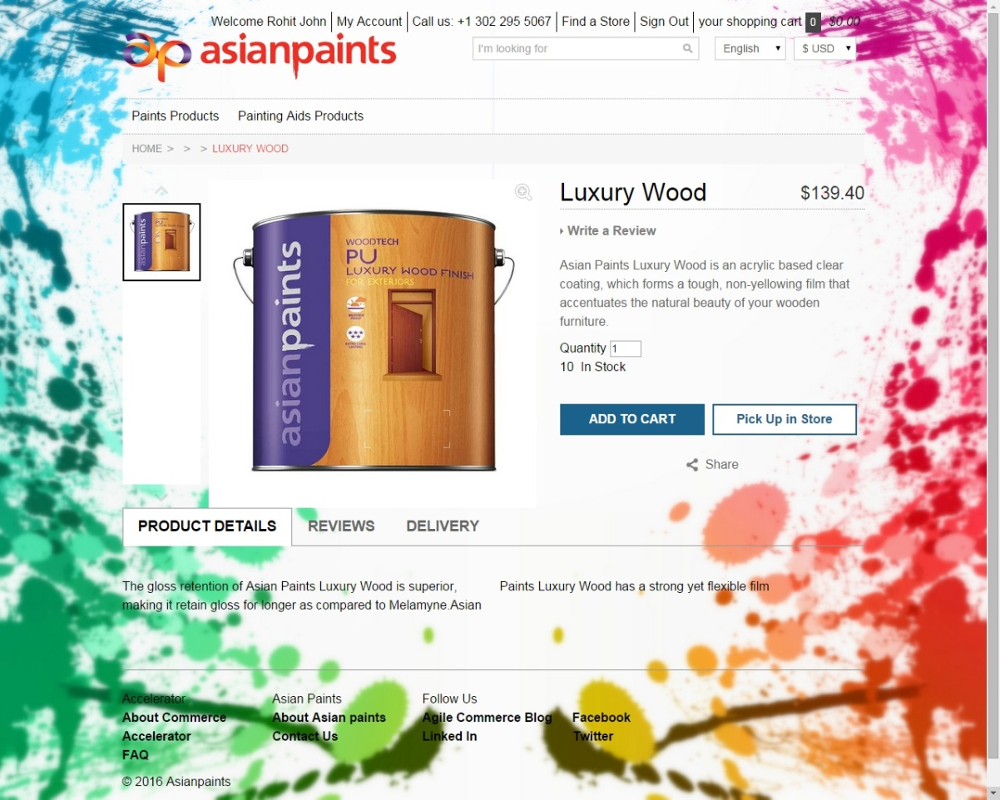 Welcome Rohit John My Account Call us: +1 302 295 5067 Find a Store Sign Out your shopping cart 0 $0.00
asianpaints
I'm looking for English $ USD
Paints Products Painting Aids Products
HOME > > > LUXURY WOOD
Luxury Wood $139.40
Write a Review
Asian Paints Luxury Wood is an acrylic based clear
coating, which forms a tough, non-yellowing film that
accentuates the natural beauty of your wooden
furniture.
Quantity 1
10 In Stock
ADD TO CART Pick Up in Store
Share
asianpaints
PU
asianpaints
WOODTECH
PU
LUXURY WOOD FINISH
FOR EXTERIORS
PRODUCT DETAILS REVIEWS DELIVERY
The gloss retention of Asian Paints Luxury Wood is superior,
making it retain gloss for longer as compared to Melamyne.Asian
Paints Luxury Wood has a strong yet flexible film
Accelerator
About Commerce
Accelerator
FAQ
Asian Paints
About Asian paints
Contact Us
Follow Us
Agile Commerce Blog
Linked In
Facebook
Twitter
© 2016 Asianpaints